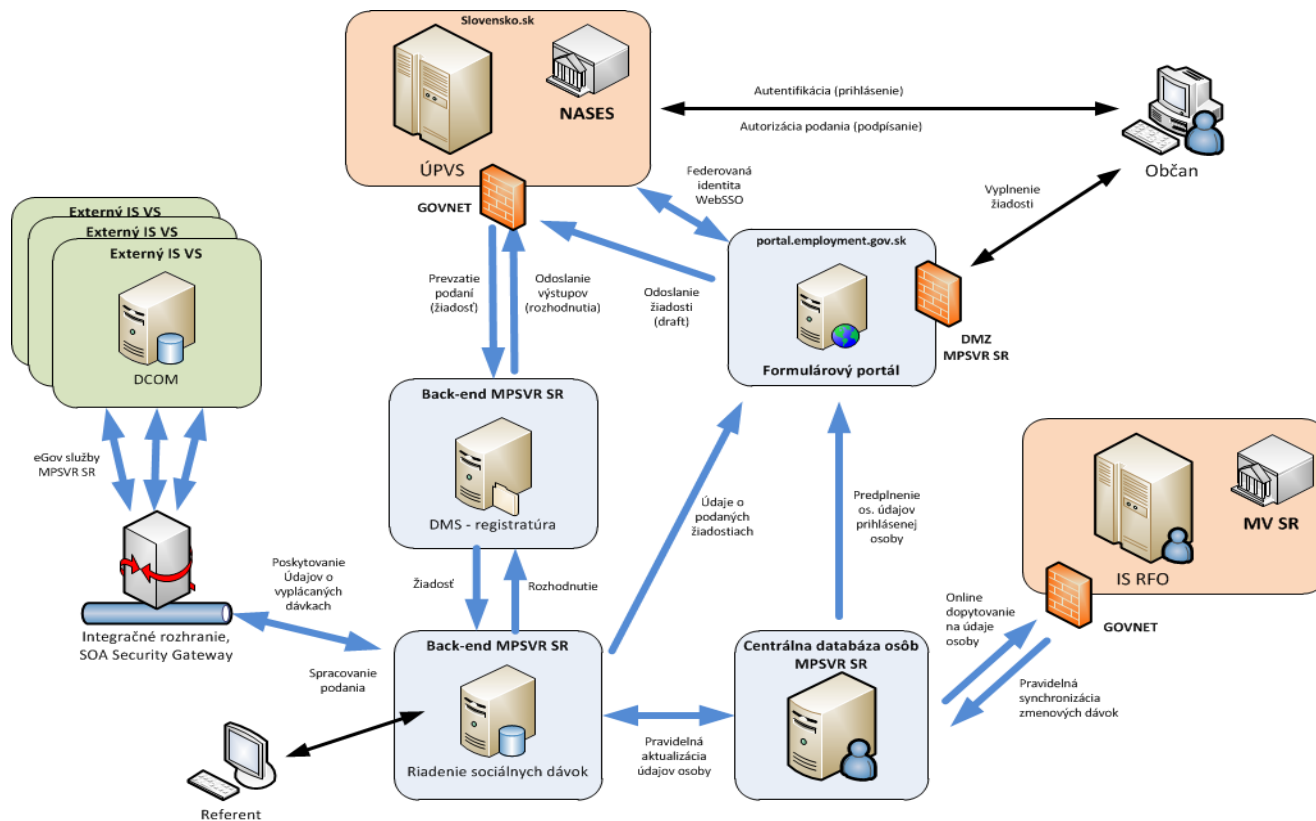 Slovensko.sk
NASES
ÚPVS
GOVNET
Autentifikácia (prihlásenie)
Autorizácia podania (podpísanie)
Občan
Federovaná
identita
WebSSO
Vyplnenie
žiadosti
Externý IS VS
Externý IS VS
Externý IS VS
DCOM
Prevzatie
podaní
(žiadosť)
Odoslanie
výstupov
(rozhodnutia)
Odoslanie
žiadosti
(draft)
portal.employment.gov.sk
Formulárový portál
DMZ
MPSVR SR
eGov služby
MPSVR SR
Back-end MPSVR SR
DMS - registratúra
Údaje o
podaných
žiadostiach
Predplnenie
os. údajov
prihlásenej
osoby
MV SR
IS RFO
GOVNET
Integračné rozhranie,
SOA Security Gateway
Poskytovanie
Údajov o
vyplácaných
dávkach
Žiadosť
Rozhodnutie
Online
dopytovanie
na údaje
osoby
Pravidelná
synchronizácia
zmenových dávok
Spracovanie
podania
Back-end MPSVR SR
Riadenie sociálnych dávok
Pravidelná
aktualizácia
údajov osoby
Centrálna databáza osôb
MPSVR SR
Referent